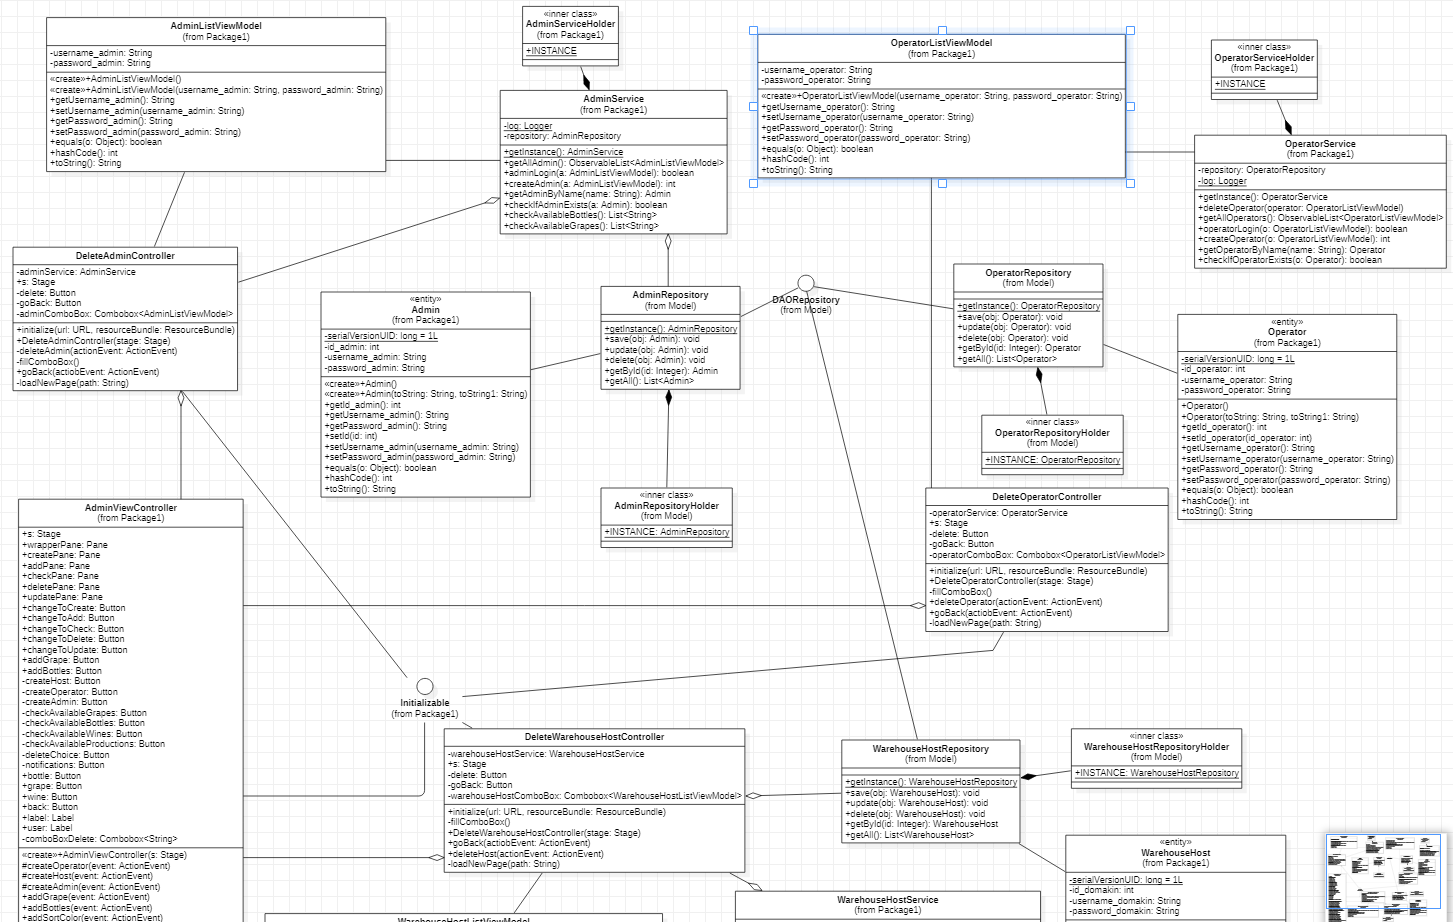 AdminListViewModel
(from Package1)
-username_admin: String
-password_admin: String
«create»+AdminListViewModel()
«create»+AdminListViewModel(username_admin: String, password_admin: String)
+getUsername_admin(): String
+setUsername_admin(username_admin: String)
+getPassword_admin(): String
+setPassword_admin(password_admin: String)
+equals(o: Object): boolean
+hashCode(): int
+toString(): String
«inner class»
AdminServiceHolder
(from Package1)
+INSTANCE
AdminService
(from Package1)
-log: Logger
-repository: AdminRepository
+getInstance(): AdminService
+getAllAdmin(): ObservableList<AdminListViewModel>
+adminLogin(a: AdminListViewModel): boolean
+createAdmin(a: AdminListViewModel): int
+getAdminByName(name: String): Admin
+checkIfAdminExists(a: Admin): boolean
+checkAvailableBottles(): List<String>
+checkAvailableGrapes(): List<String>
OperatorListViewModel
(from Package1)
-username_operator: String
-password_operator: String
«create»+OperatorListViewModel(username_operator: String, password_operator: String)
+getUsername_operator(): String
+setUsername_operator(username_operator: String)
+getPassword_operator(): String
+setPassword_operator(password_operator: String)
+equals(o: Object): boolean
+hashCode(): int
+toString(): String
«inner class»
OperatorServiceHolder
(from Package1)
+INSTANCE
OperatorService
(from Package1)
-repository: OperatorRepository
-log: Logger
+getInstance(): OperatorService
+deleteOperator(operator: OperatorListViewModel)
+getAllOperators(): ObservableList<OperatorListViewModel>
+operatorLogin(o: OperatorListViewModel): boolean
+createOperator(o: OperatorListViewModel): int
+getOperatorByName(name: String): Operator
+checkIfOperatorExists(o: Operator): boolean
DeleteAdminController
(from Package1)
-adminService: AdminService
+s: Stage
-delete: Button
-goBack: Button
-adminComboBox: Combobox<AdminListViewModel>
+initialize(url: URL, resourceBundle: ResourceBundle)
+DeleteAdminController(stage: Stage)
-deleteAdmin(actionEvent: ActionEvent)
-fillComboBox()
+goBack(actiobEvent: ActionEvent)
-loadNewPage(path: String)
«entity»
Admin
(from Package1)
-serialVersionUID: long = 1L
-id_admin: int
-username_admin: String
-password_admin: String
«create»+Admin()
«create»+Admin(toString: String, toString1: String)
+getId_admin(): int
+getUsername_admin(): String
+getPassword_admin(): String
+setId(id: int)
+setUsername_admin(username_admin: String)
+setPassword_admin(password_admin: String)
+equals(o: Object): boolean
+hashCode(): int
+toString(): String
AdminRepository
(from Model)
+getInstance(): AdminRepository
+save(obj: Admin): void
+update(obj: Admin): void
+delete(obj: Admin): void
+getById(id: Integer): Admin
+getAll(): List<Admin>
DAORepository
(from Model)
OperatorRepository
(from Model)
+getInstance(): OperatorRepository
+save(obj: Operator): void
+update(obj: Operator): void
+delete(obj: Operator): void
+getById(id: Integer): Operator
+getAll(): List<Operator>
«entity»
Operator
(from Package1)
-serialVersionUID: long = 1L
-id_operator: int
-username_operator: String
-password_operator: String
+Operator()
+Operator(toString: String, toString1: String)
+getId_operator(): int
+setId_operator(id_operator: int)
+getUsername_operator(): String
+setUsername_operator(username_operator: String)
+getPassword_operator(): String
+setPassword_operator(password_operator: String)
+equals(o: Object): boolean
+hashCode(): int
+toString(): String
«inner class»
OperatorRepositoryHolder
(from Model)
+INSTANCE: OperatorRepository
«inner class»
AdminRepositoryHolder
(from Model)
+INSTANCE: AdminRepository
AdminViewController
(from Package1)
+s: Stage
+wrapperPane: Pane
+createPane: Pane
+addPane: Pane
+checkPane: Pane
+deletePane: Pane
+updatePane: Pane
+changeToCreate: Button
+changeToAdd: Button
+changeToCheck: Button
+changeToDelete: Button
+changeToUpdate: Button
+addGrape: Button
+addBottles: Button
-createHost: Button
-createOperator: Button
-createAdmin: Button
-checkAvailableGrapes: Button
-checkAvailableBottles: Button
-checkAvailableWines: Button
-checkAvailableProductions: Button
-deleteChoice: Button
-notifications: Button
+bottle: Button
+grape: Button
+wine: Button
+back: Button
+label: Label
+user: Label
-comboBoxDelete: Combobox<String>
«create»+AdminViewController(s: Stage)
#createOperator(event: ActionEvent)
#createHost(event: ActionEvent)
#createAdmin(event: ActionEvent)
+addGrape(event: ActionEvent)
+addBottles(event: ActionEvent)
+addSortColor(event: ActionEvent)
DeleteOperatorController
(from Package1)
-operatorService: OperatorService
+s: Stage
-delete: Button
-goBack: Button
-operatorComboBox: Combobox<OperatorListViewModel>
+initialize(url: URL, resourceBundle: ResourceBundle)
+DeleteOperatorController(stage: Stage)
-fillComboBox()
+deleteOperator(actionEvent: ActionEvent)
+goBack(actiobEvent: ActionEvent)
-loadNewPage(path: String)
Initializable
(from Package1)
DeleteWarehouseHostController
(from Package1)
-warehouseHostService: WarehouseHostService
+s: Stage
-delete: Button
-goBack: Button
-warehouseHostComboBox: Combobox<WarehouseHostListViewModel>
+initialize(url: URL, resourceBundle: ResourceBundle)
-fillComboBox()
+DeleteWarehouseHostController(stage: Stage)
+goBack(actiobEvent: ActionEvent)
+deleteHost(actionEvent: ActionEvent)
-loadNewPage(path: String)
WarehouseHostRepository
(from Model)
+getInstance(): WarehouseHostRepository
+save(obj: WarehouseHost): void
+update(obj: WarehouseHost): void
+delete(obj: WarehouseHost): void
+getById(id: Integer): WarehouseHost
+getAll(): List<WarehouseHost>
«inner class»
WarehouseHostRepositoryHolder
(from Model)
+INSTANCE: WarehouseHostRepository
«entity»
WarehouseHost
(from Package1)
-serialVersionUID: long = 1L
-id_domakin: int
-username_domakin: String
-password_domakin: String
WarehouseHostService
(from Package1)
WarehouseHostListViewModel